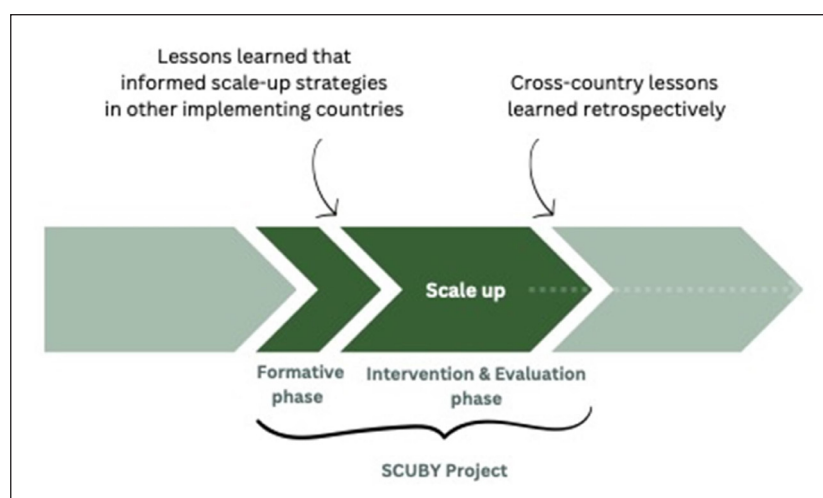 Lessons learned that
informed scale-up strategies
in other implementing countries
Cross-country lessons
learned retrospectively
Scale up
Formative
phase
Intervention & Evaluation
phase
SCUBY Project